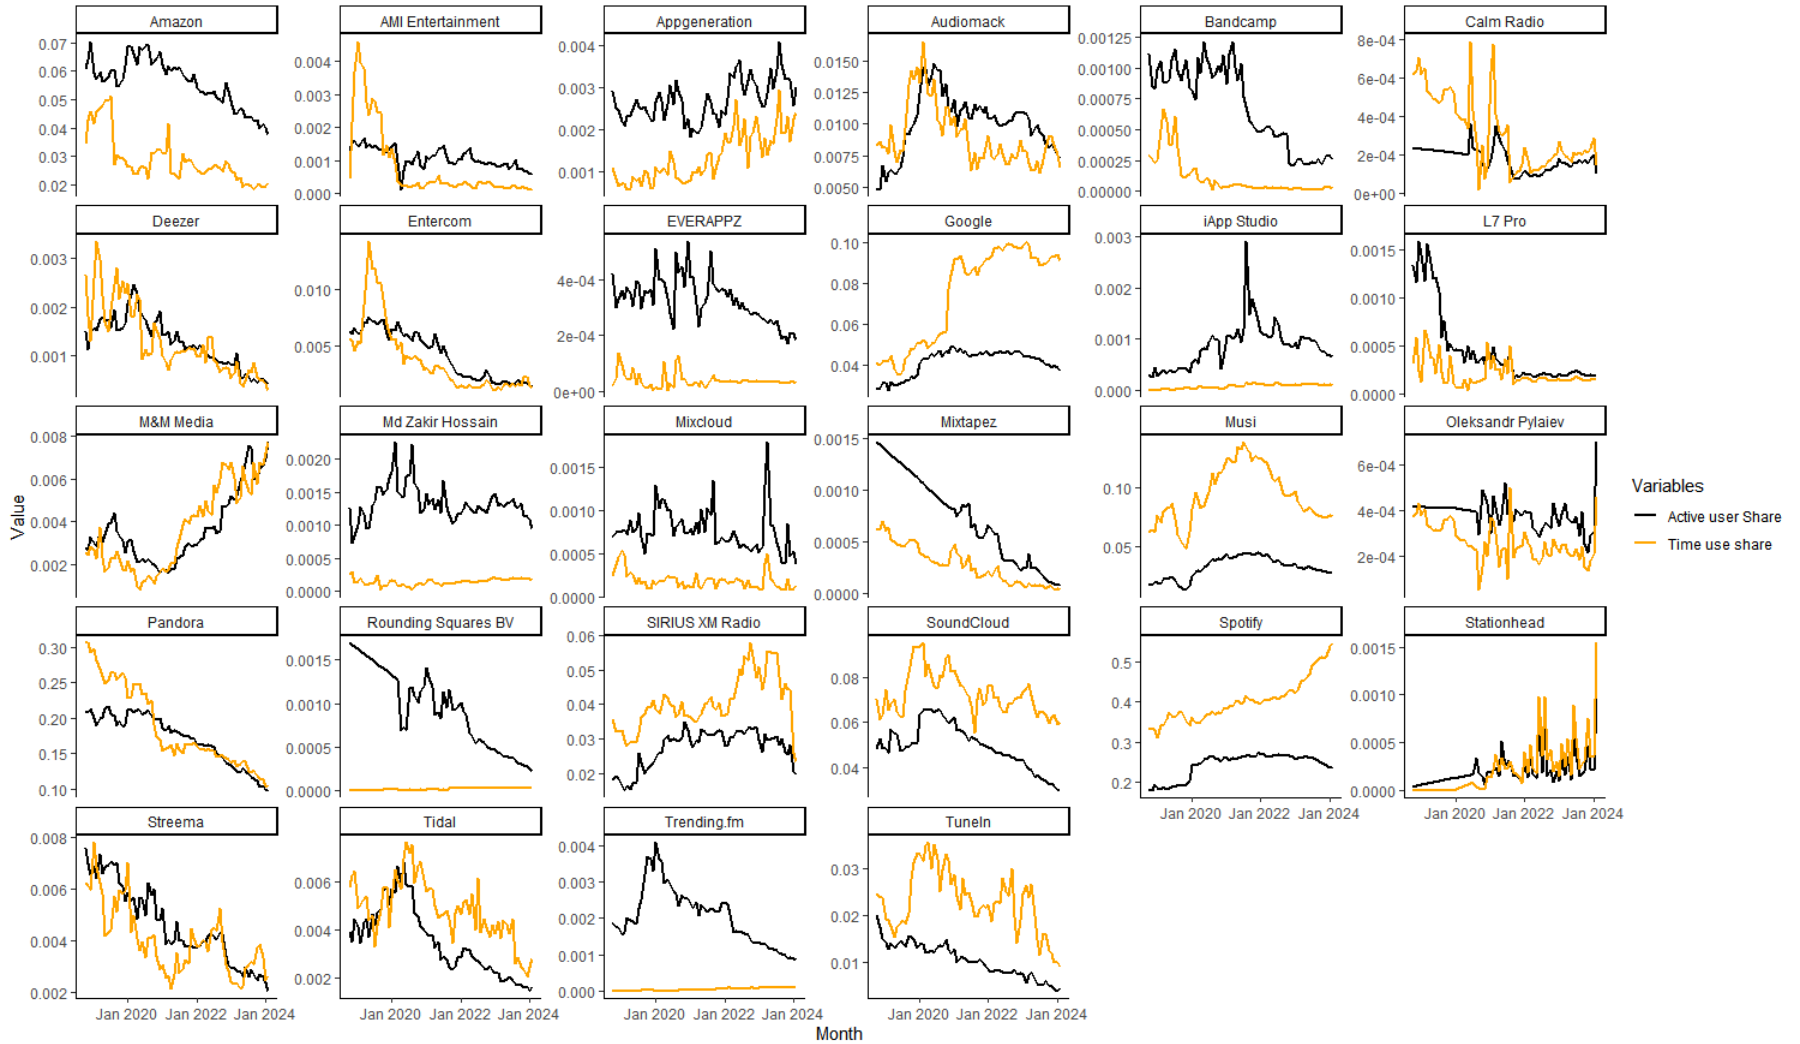 Amazon
AMI Entertainment
Appgeneration
Audiomack
Bandcamp
Calm Radio
0.07
0.06
0.05
0.04
0.03
0.02
0.004
0.003
0.002
0.001
0.000
0.004
0.003
0.002
0.001
0.0150
0.0125
0.0100
0.0075
0.0050
0.00125
0.00100
0.00075
0.00050
0.00025
0.00000
8e-04
6e-04
4e-04
2e-04
0e+00
Deezer
Entercom
EVERAPPZ
Google
iApp Studio
L7 Pro
0.003
0.002
0.001
0.010
0.005
4e-04
2e-04
0e+00
0.10
0.08
0.06
0.04
0.003
0.002
0.001
0.000
0.0015
0.0010
0.0005
0.0000
M&M Media
Md Zakir Hossain
Mixcloud
Mixtapez
Musi
Oleksandr Pylaiev
0.008
0.006
0.004
0.002
0.0020
0.0015
0.0010
0.0005
0.0000
0.0015
0.0010
0.0005
0.0000
0.0015
0.0010
0.0005
0.0000
0.10
0.05
6e-04
4e-04
2e-04
Value
Variables
Active user Share
Time use share
Pandora
Rounding Squares BV
SIRIUS XM Radio
SoundCloud
Spotify
Stationhead
0.30
0.25
0.20
0.15
0.10
0.0015
0.0010
0.0005
0.0000
0.06
0.05
0.04
0.03
0.02
0.08
0.06
0.04
0.5
0.4
0.3
0.2
0.0015
0.0010
0.0005
0.0000
Jan 2020 Jan 2022 Jan 2024
Jan 2020 Jan 2022 Jan 2024
Streema
Tidal
Trending.fm
TuneIn
0.008
0.006
0.004
0.002
0.006
0.004
0.002
0.004
0.003
0.002
0.001
0.000
0.03
0.02
0.01
Jan 2020 Jan 2022 Jan 2024
Jan 2020 Jan 2022 Jan 2024
Jan 2020 Jan 2022 Jan 2024
Jan 2020 Jan 2022 Jan 2024
Month